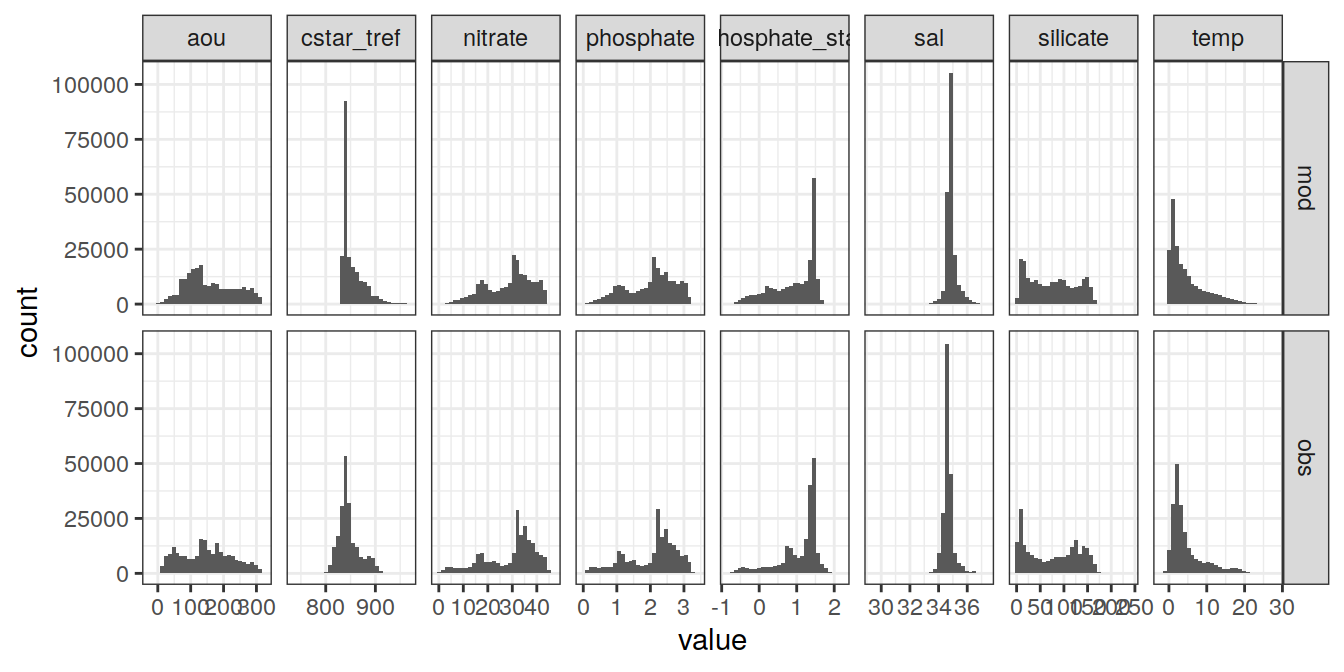 aou cstar_tref nitrate phosphate hosphate_sta sal silicate temp
100000
75000
50000
25000
0
mod
100000
75000
50000
25000
0
obs
count
0 100 200 300 800 900 0 10 20 30 40 0 1 2 3 -1 0 1 2 30 32 34 36 0 50 100 150 200 250 0 10 20 30
value